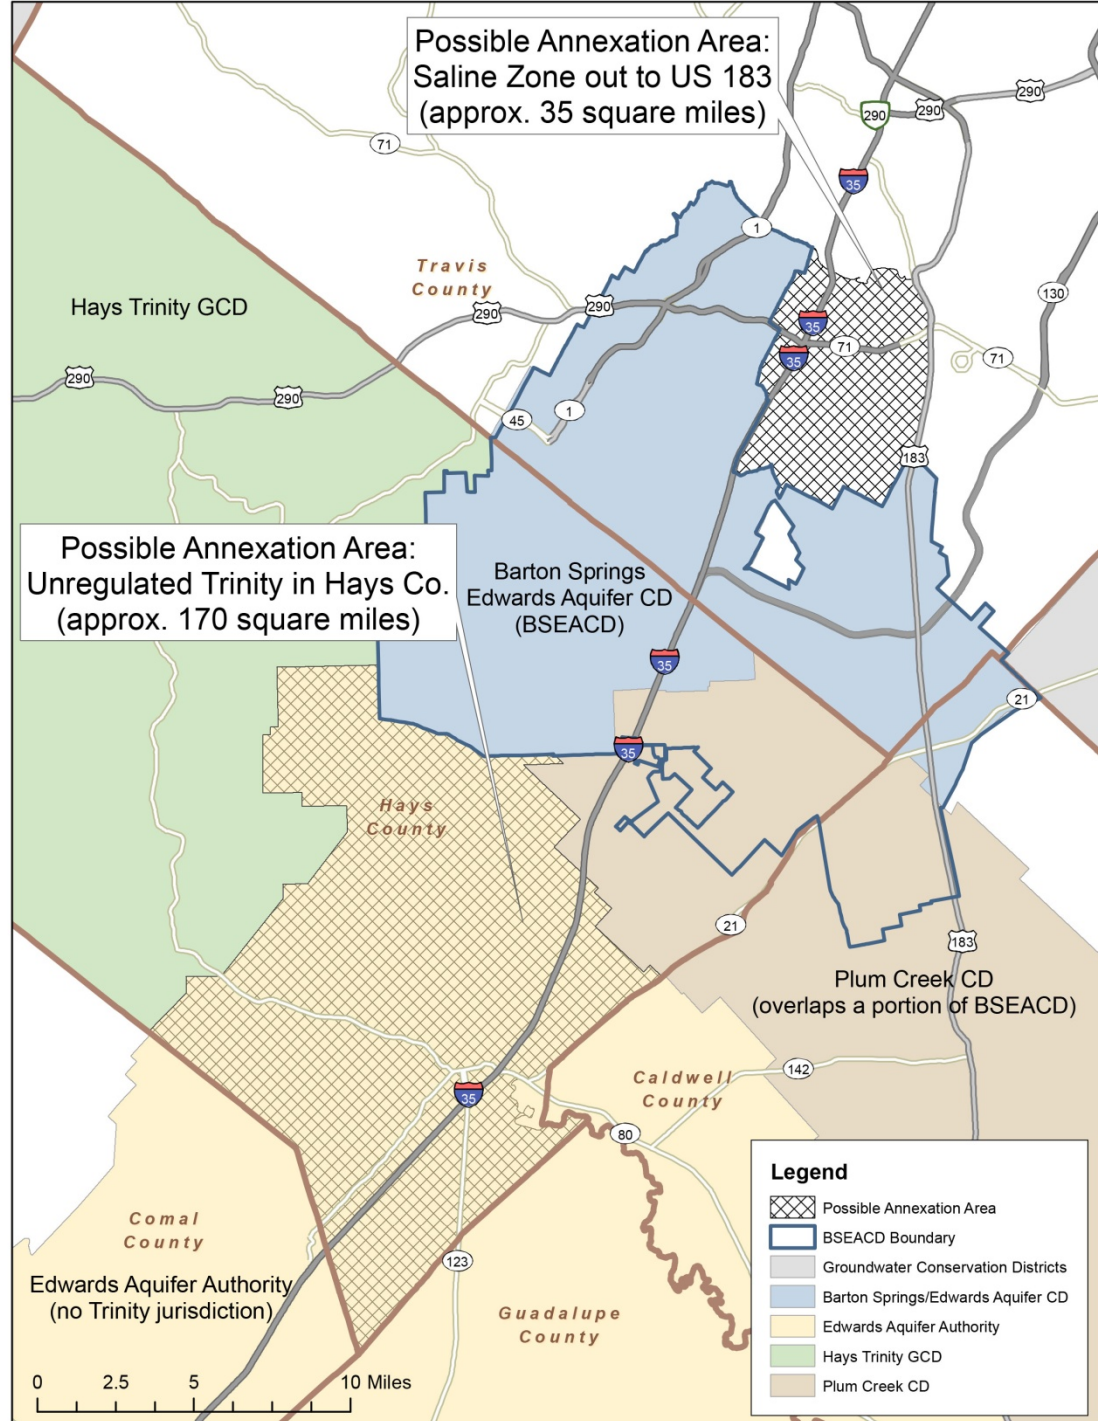 Possible Annexation Area:
Saline Zone out to US 183
(approx. 35 square miles)
290
290
290
71
35
1
Travis
County
Hays Trinity GCD
290
290
130
35
35
71
71
290
290
45
1
183
Possible Annexation Area:
Unregulated Trinity in Hays Co.
(approx. 170 square miles)
Barton Springs
Edwards Aquifer CD
(BSEACD)
35
21
35
Hays
County
21
183
Plum Creek CD
(overlaps a portion of BSEACD)
142
Caldwell
County
35
80
Comal
County
123
Edwards Aquifer Authority
(no Trinity jurisdiction)
Guadalupe
County
0 2.5 5 10 Miles
Legend
Possible Annexation Area
BSEACD Boundary
Groundwater Conservation Districts
Barton Springs/Edwards Aquifer CD
Edwards Aquifer Authority
Hays Trinity GCD
Plum Creek CD